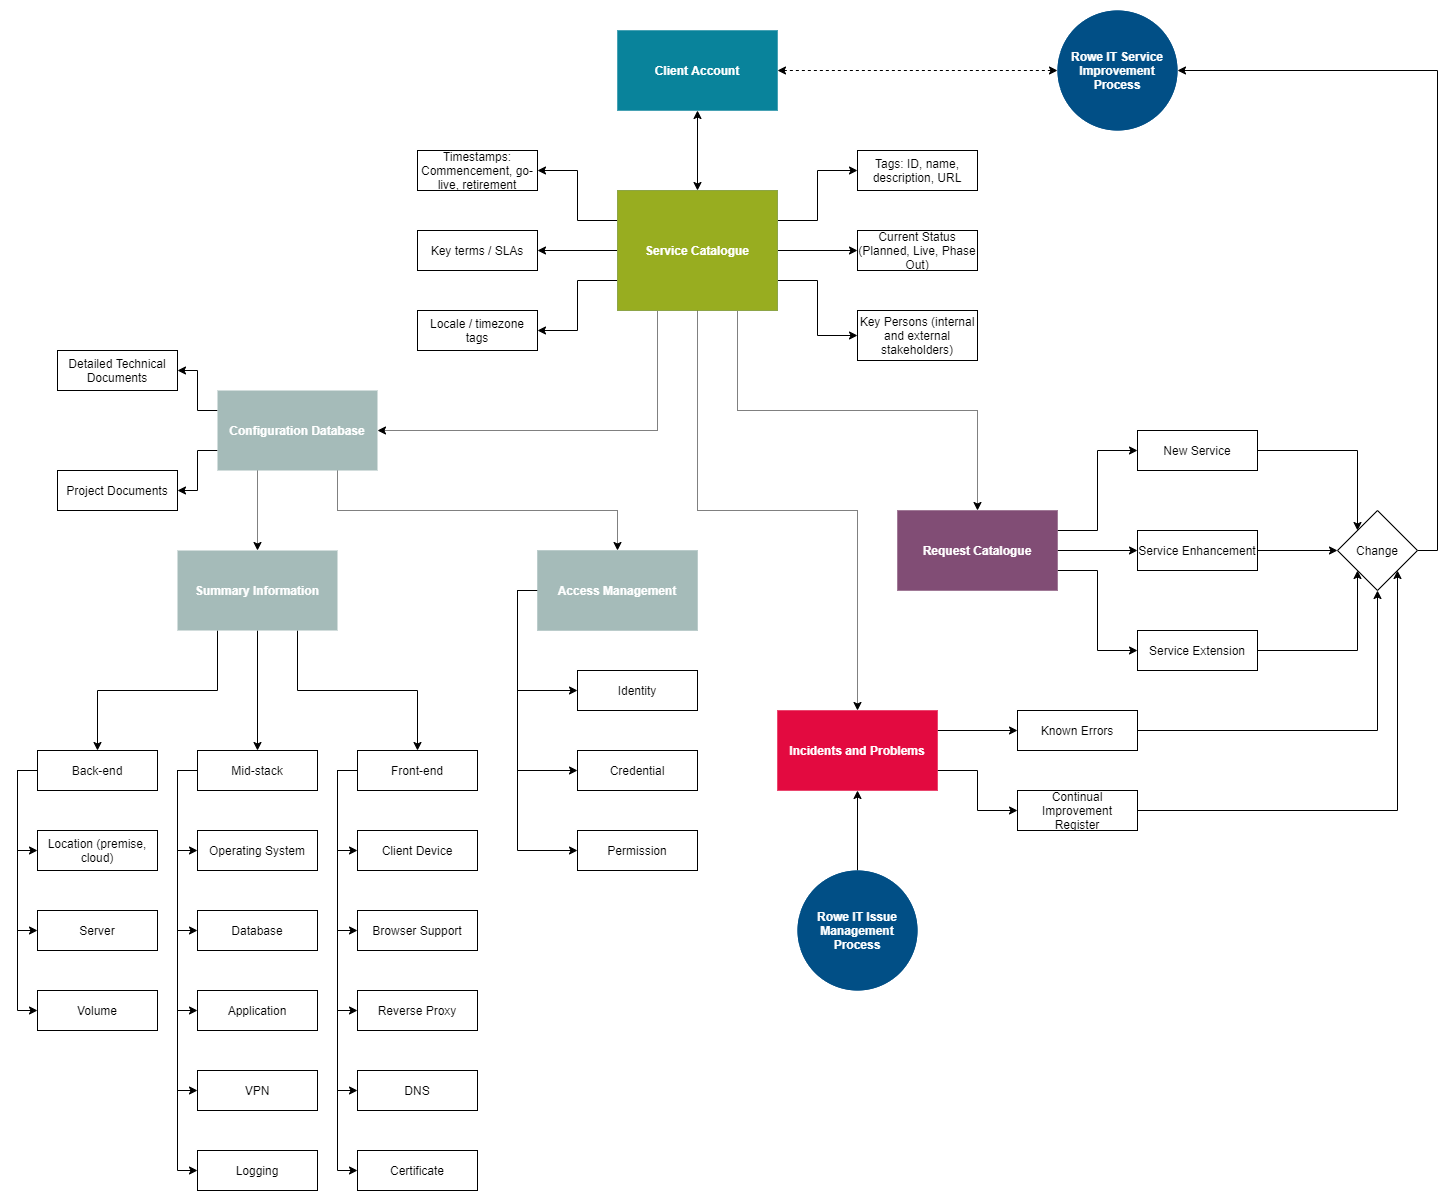 Client Account
Rowe IT Service
Improvement
Process
Timestamps:
Commencement, go-
live, retirement
Tags: ID, name,
description, URL
Key terms / SLAs
Service Catalogue
Current Status
(Planned, Live, Phase
Out)
Locale / timezone
tags
Key Persons (internal
and external
stakeholders)
Detailed Technical
Documents
Configuration Database
Project Documents
New Service
Request Catalogue
Service Enhancement
Change
Service Extension
Summary Information
Access Management
Identity
Credential
Permission
Incidents and Problems
Known Errors
Continual
Improvement
Register
Rowe IT Issue
Management
Process
Back-end
Mid-stack
Front-end
Location (premise,
cloud)
Operating System
Client Device
Server
Database
Browser Support
Volume
Application
Reverse Proxy
VPN
DNS
Logging
Certificate